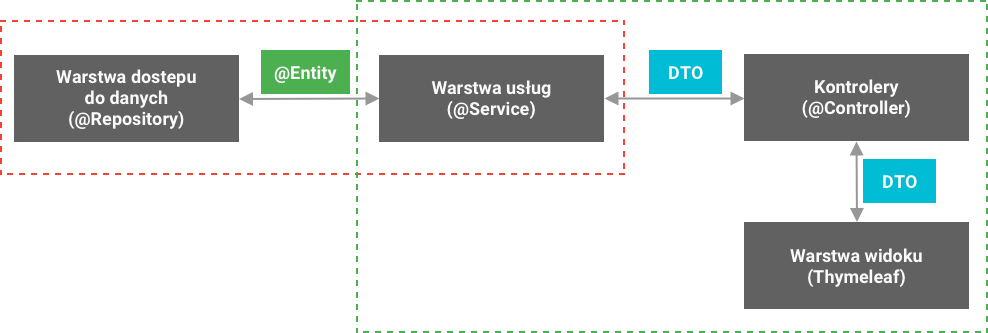 Warstwa dostepu
do danych
(@Repository)
@Entity
Warstwa usług
(@Service)
DTO
Kontrolery
(@Controller)
DTO
Warstwa widoku
(Thymeleaf)